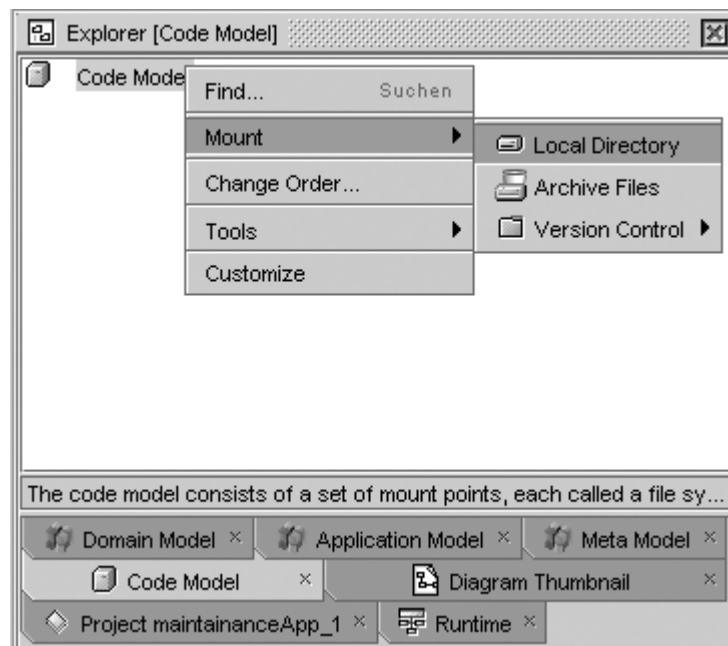 Explorer [Code Model]
Code Mode
Find... Suchen
Mount
Local Directory
Change Order...
Archive Files
Tools
Version Control
Customize
The code model consists of a set of mount points, each called a file sy...
Domain Model Application Model Meta Model
Code Model Diagram Thumbnail
Project maintainanceApp_1 Runtime